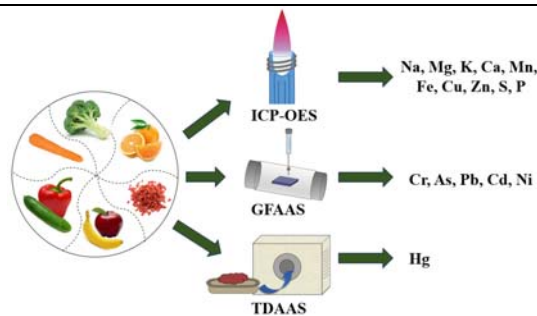 ICP-OES
Na, Mg, K, Ca, Mn,
Fe, Cu, Zn, S, P
GFAAS
Cr, As, Pb, Cd, Ni
TDAAS
Hg